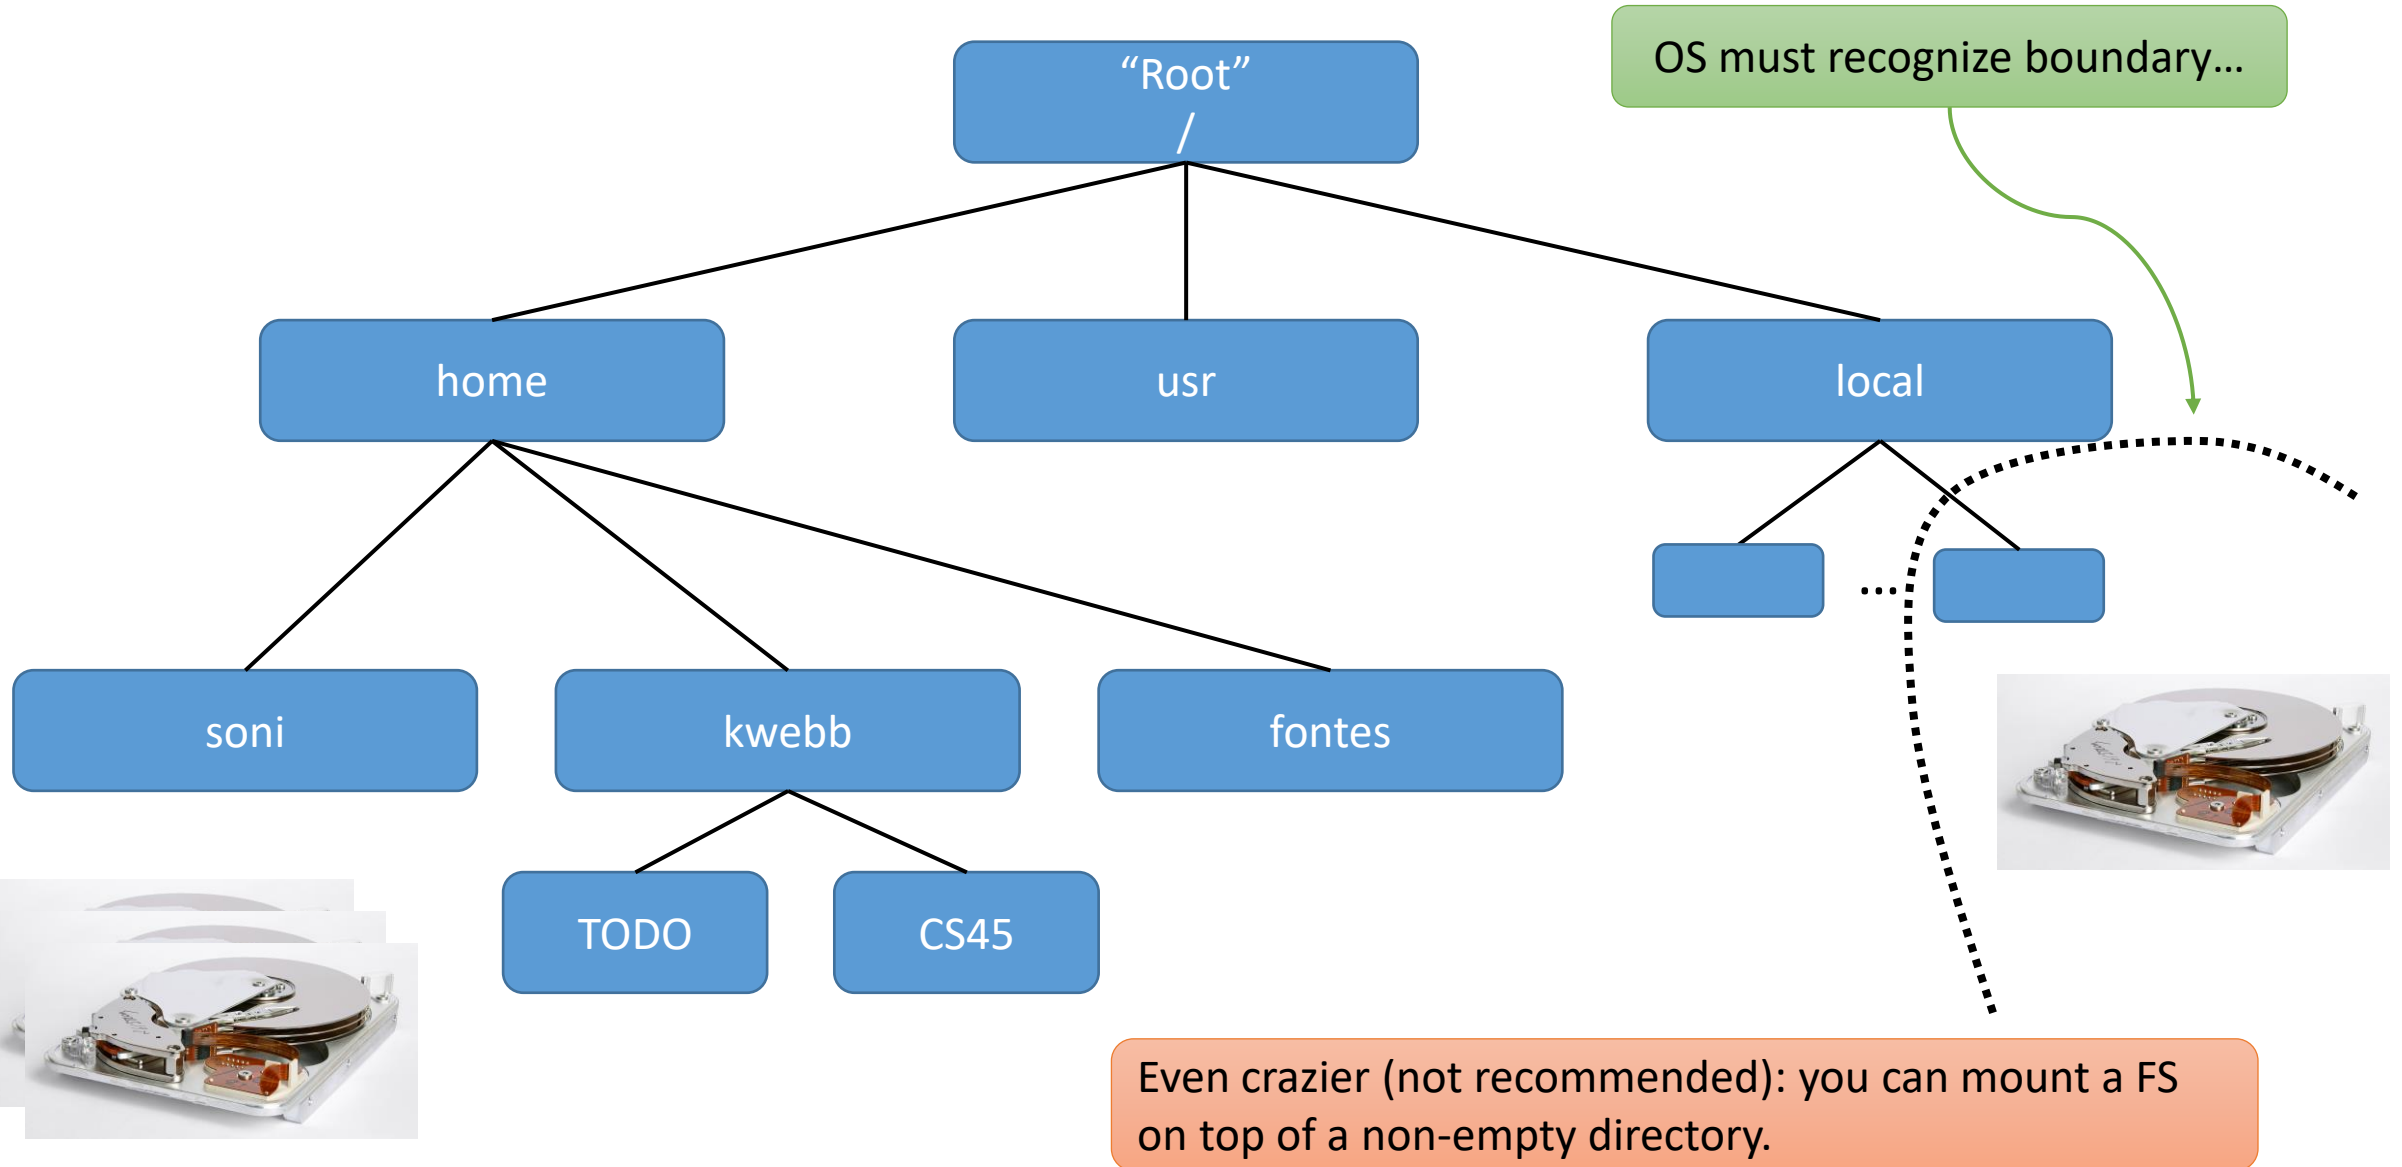 “Root”
/
OS must recognize boundary…
home
usr
local
…
soni
kwebb
fontes
TODO
CS45
Even crazier (not recommended): you can mount a FS
on top of a non-empty directory.